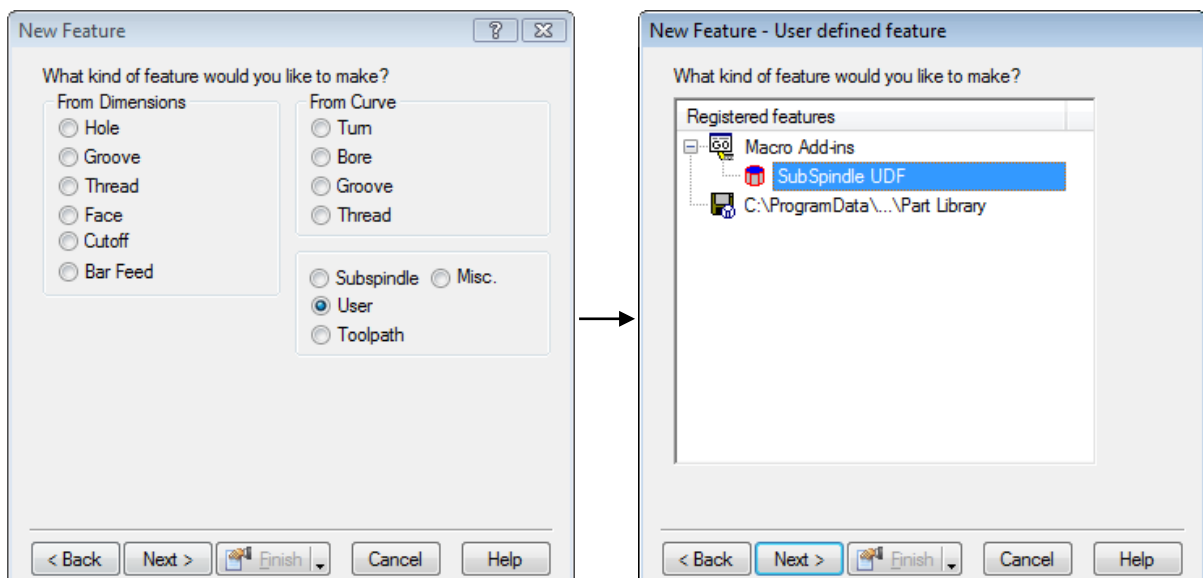 New Feature
What kind of feature would you like to make?
From Dimensions
Hole
Groove
Thread
Face
Cutoff
Bar Feed
From Curve
Turn
Bore
Groove
Thread
Subspindle Misc.
User
Toolpath
< Back Next > Finish Cancel Help
New Feature - User defined feature
What kind of feature would you like to make?
Registered features
GO Macro Add-ins
SubSpindle UDF
C:\ProgramData\...\Part Library
< Back Next > Finish Cancel Help